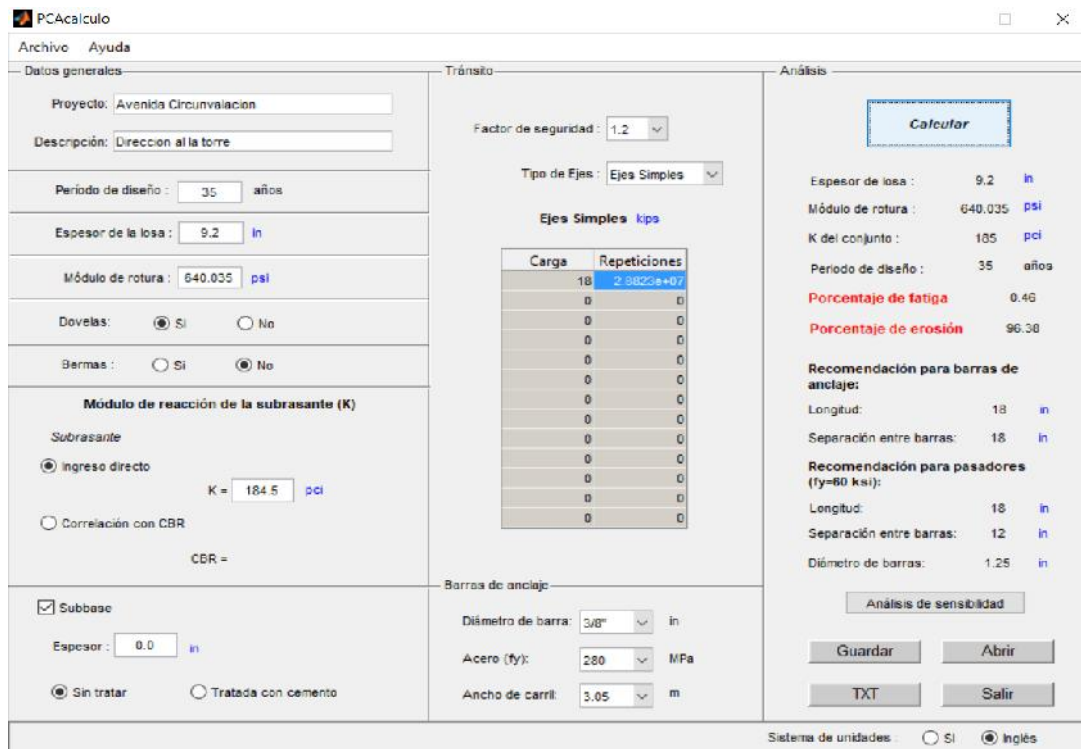 PCAcalculo
Archivo Ayuda
Datos generales
Proyecto: Avenida Circunvalacion
Descripción: Direccion al la torre
Período de diseño : 35 años
Espesor de la losa : 9.2 in
Módulo de rotura : 640.035 psi
Dovelas: Si No
Bermas : Si No
Módulo de reacción de la subrasante (K)
Subrasante
Ingreso directo
K = 184.5 pci
Correlación con CBR
CBR =
Subbase
Espesor : 0.0 in
Sin tratar Tratada con cemento
Tránsito
Factor de seguridad : 1.2
Tipo de Ejes : Ejes Simples
Ejes Simples kips
Carga Repeticiones
18 2.8823e+07
0 0
0 0
0 0
0 0
0 0
0 0
0 0
0 0
0 0
0 0
0 0
0 0
Barras de anclaje
Diámetro de barra: 3/8" in
Acero (fy): 280 MPa
Ancho de carril: 3.05 m
Análisis
Calcular
Espesor de losa : 9.2 in
Módulo de rotura : 640.035 psi
K del conjunto : 185 pci
Periodo de diseño : 35 años
Porcentaje de fatiga 0.46
Porcentaje de erosión 96.38
Recomendación para barras de
anclaje:
Longitud: 18 in
Separación entre barras: 18 in
Recomendación para pasadores
(fy=60 ksi):
Longitud: 18 in
Separación entre barras: 12 in
Diámetro de barras: 1.25 in
Análisis de sensibilidad
Guardar Abrir
TXT Salir
Sistema de unidades : SI Inglés